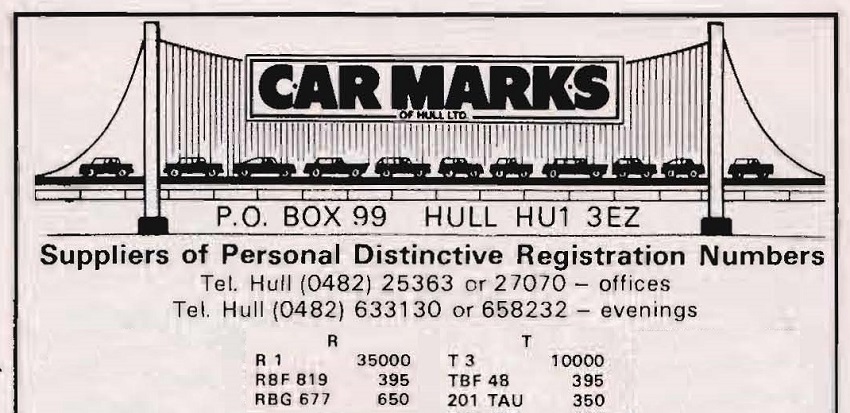 CAR MARKS
OF HULL LTD.
P.O. BOX 99 HULL HU1 3EZ
Suppliers of Personal Distinctive Registration Numbers
Tel. Hull (0482) 25363 or 27070 – offices
Tel. Hull (0482) 633130 or 658232 – evenings
R T
R 1 35000 T 3 10000
RBF 819 395 TBF 48 395
RBG 677 650 201 TAU 350